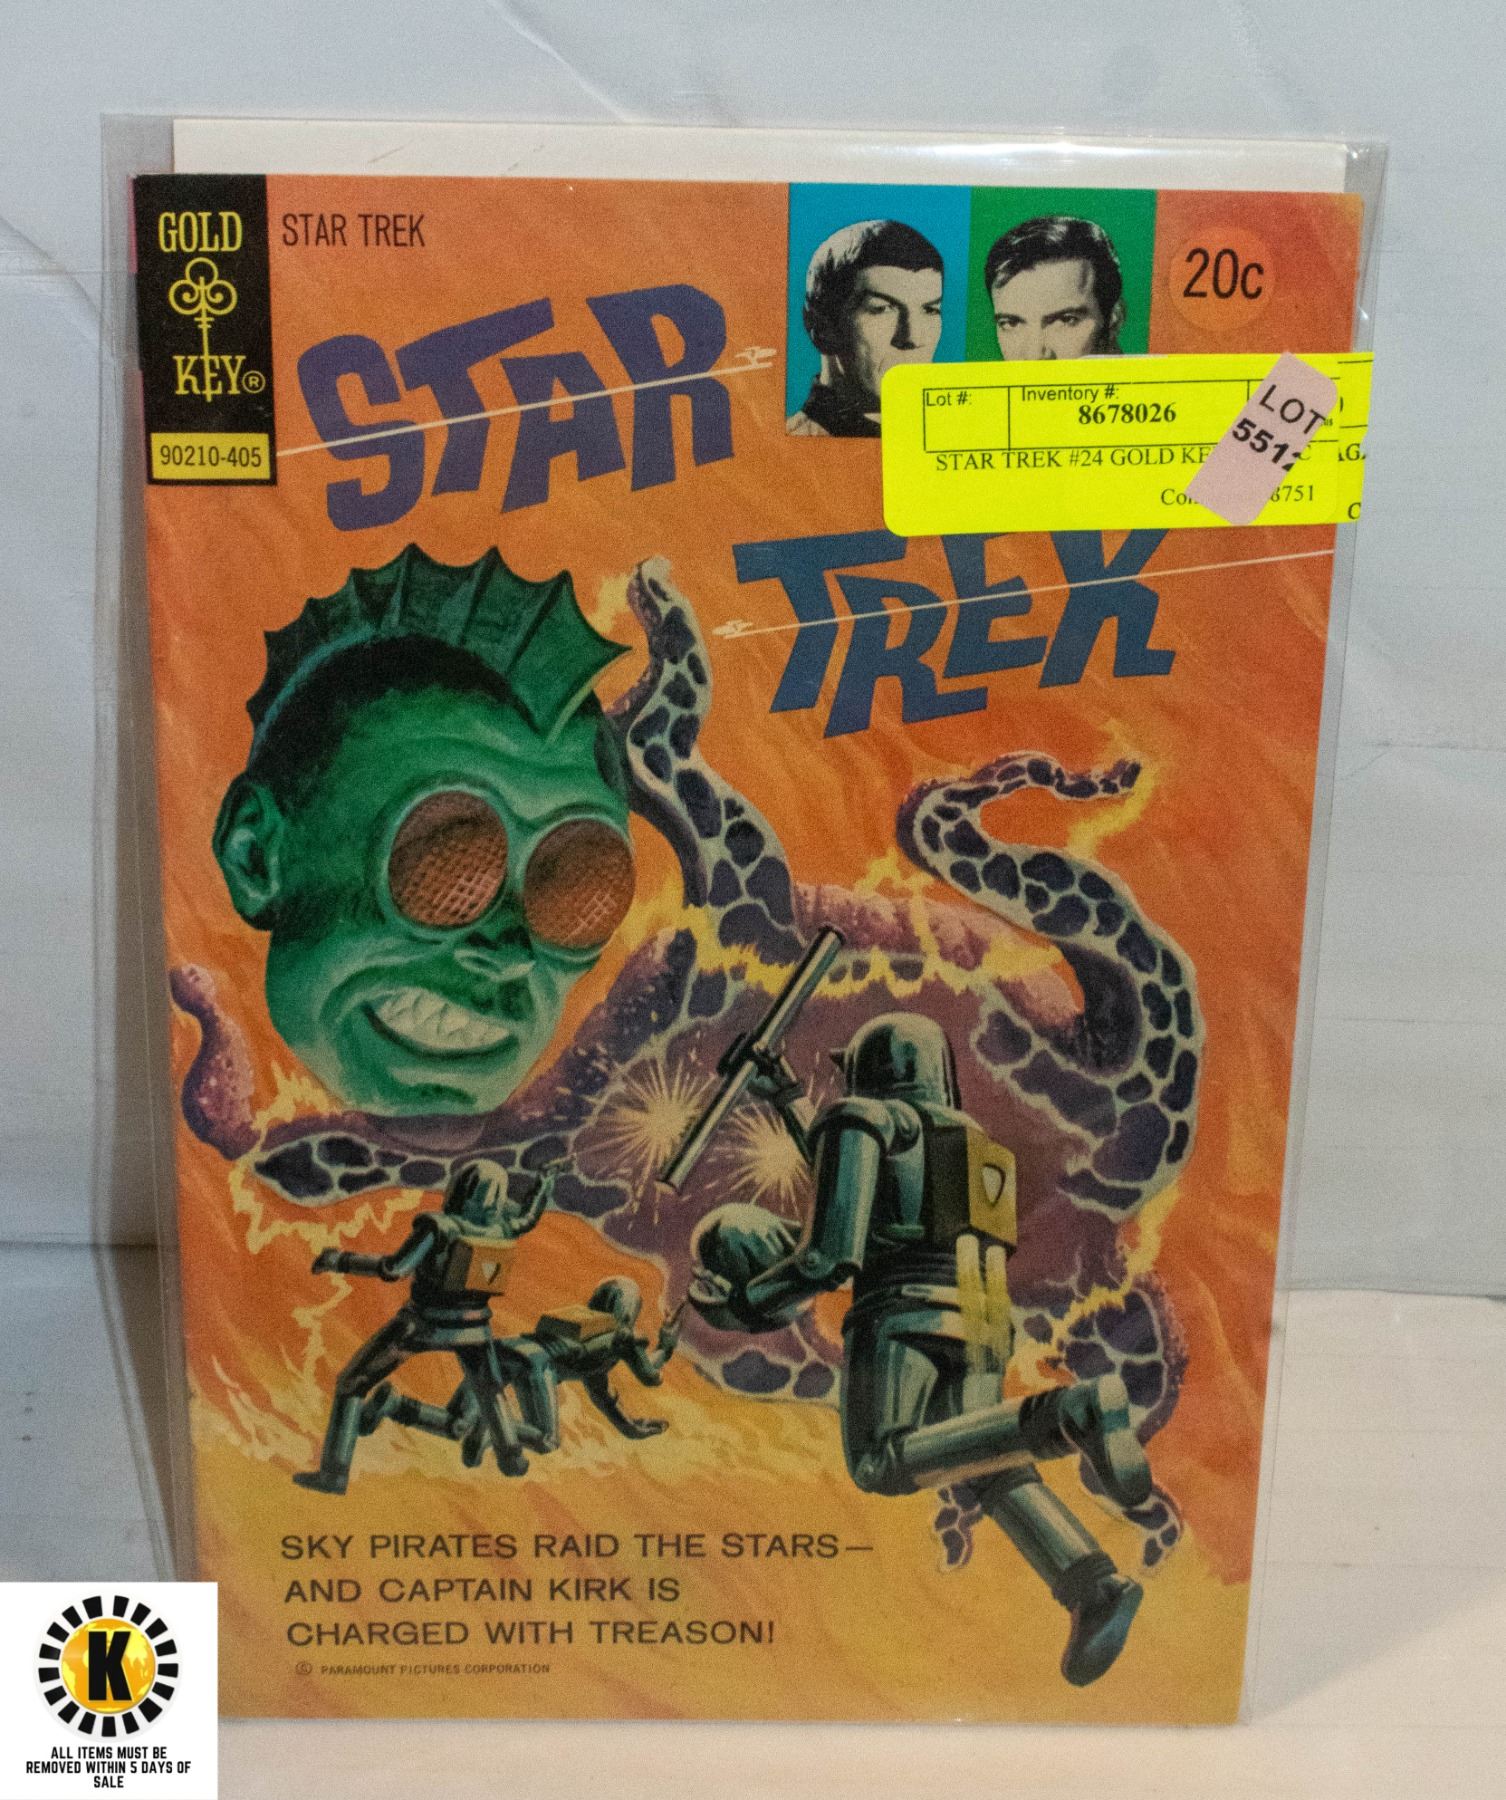 GOLD
KEY®
90210-405
STAR TREK
20c
STAR
TREK
Lot #:
Inventory #:
8678026
STAR TREK #24 GOLD
8751
LOT
SKY PIRATES RAID THE STARS—
AND CAPTAIN KIRK IS
CHARGED WITH TREASON!
© PARAMOUNT PICTURES CORPORATION
K
ALL ITEMS MUST BE
REMOVED WITHIN 5 DAYS OF
SALE